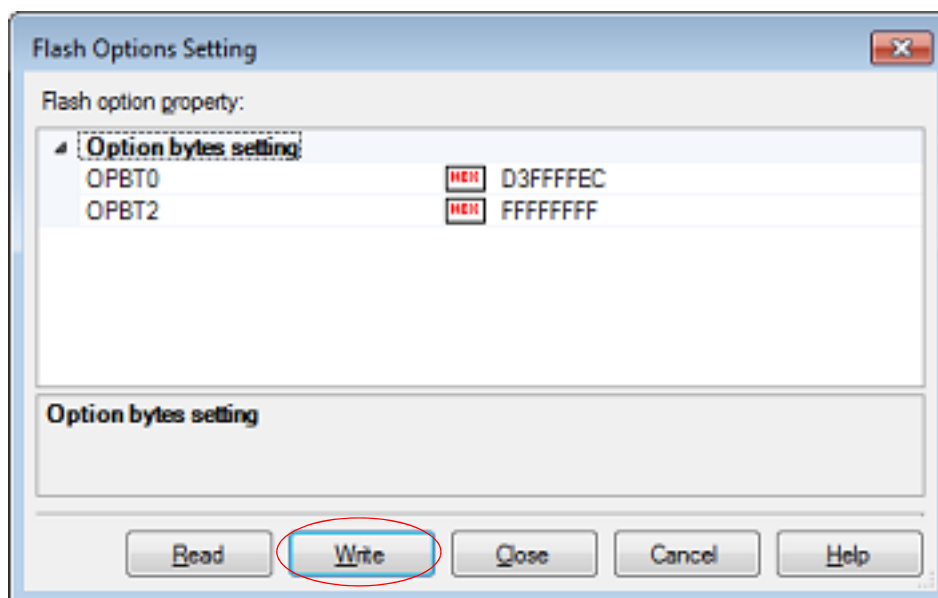 Flash Options Setting
Flash option property:
Option bytes setting
OPBT0 HEX D3FFFFEC
OPBT2 HEX FFFFFFFF
Option bytes setting
Read Write Close Cancel Help